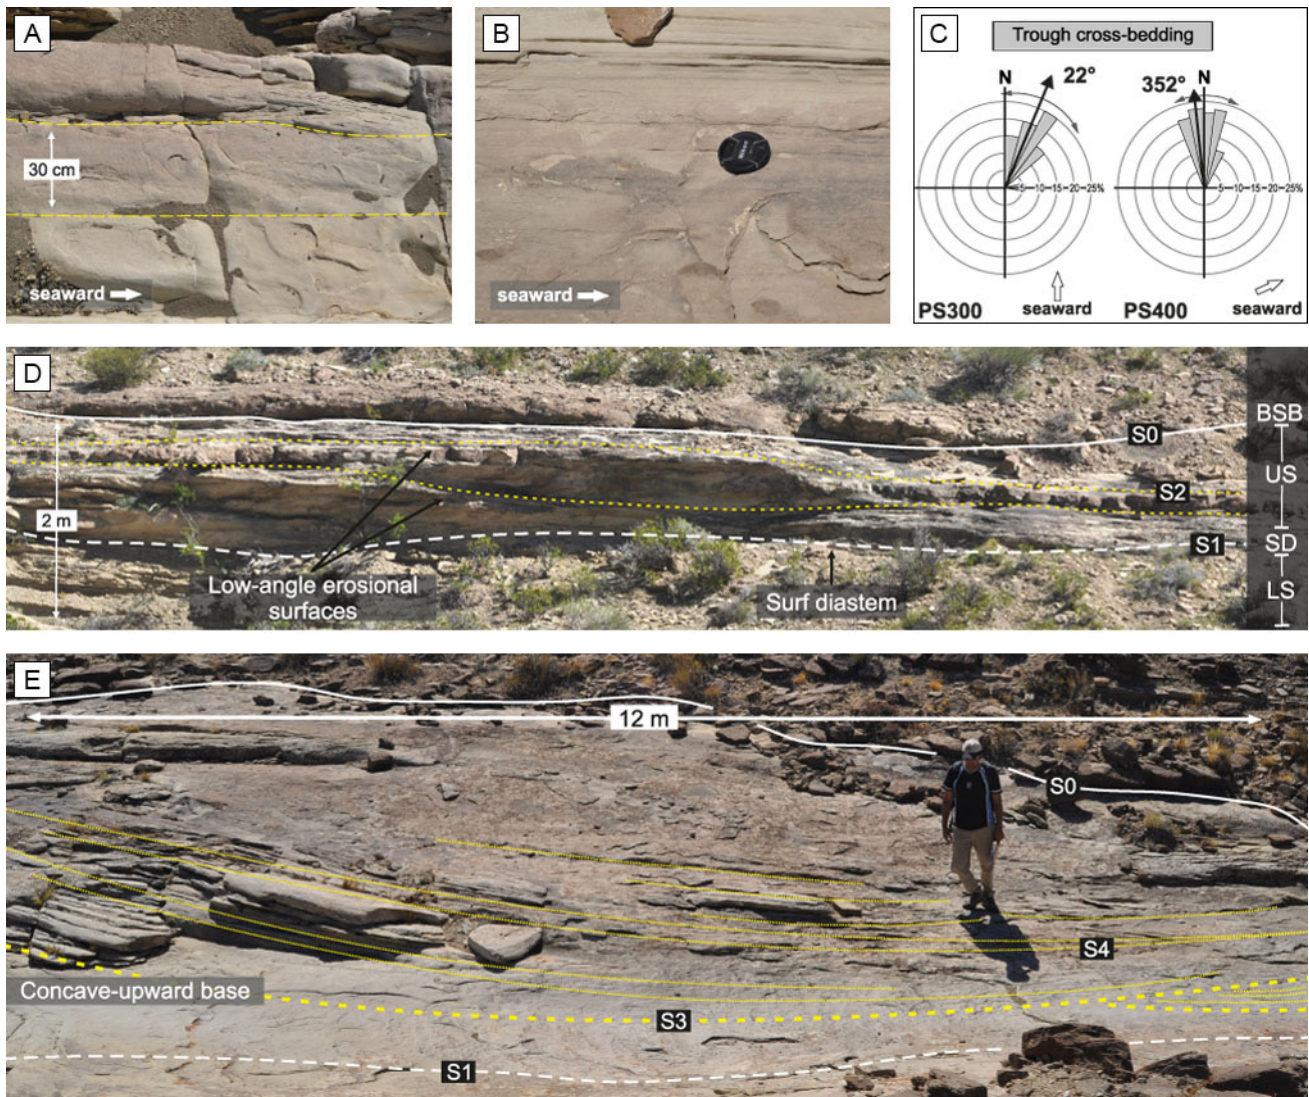 A
30 cm
seaward
B
seaward
C
Trough cross-bedding
N
22°
5 10 15 20 25%
PS300
seaward
352°
N
5 10 15 20 25%
PS400
seaward
D
BSB
S0
US
S2
2 m
S1
SD
Low-angle erosional
surfaces
Surf diastem
LS
E
12 m
S0
S4
Concave-upward base
S3
S1